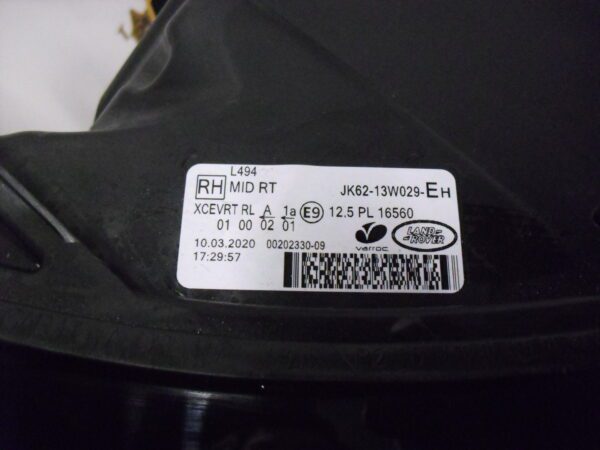 L494
RH MID RT JK62-13W029-EH
XCEVRT RL A 1a E9 12.5 PL 16560
01 00 02 01
varroc LAND ROVER
10.03.2020 00202330-09
17:29:57